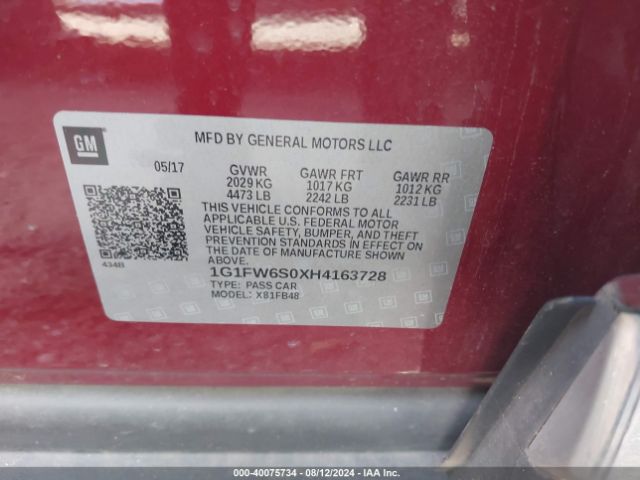 GM
MFD BY GENERAL MOTORS LLC
05/17 GVWR GAWR FRT GAWR RR
2029 KG 1017 KG 1012 KG
4473 LB 2242 LB 2231 LB
THIS VEHICLE CONFORMS TO ALL
APPLICABLE U.S. FEDERAL MOTOR
VEHICLE SAFETY, BUMPER, AND THEFT
PREVENTION STANDARDS IN EFFECT ON
THE DATE OF MANUFACTURE SHOWN
ABOVE.
434B
1G1FW6S0XH4163728
TYPE: PASS CAR
MODEL: X81FB48
000-40075734 - 08/12/2024 - IAA Inc.